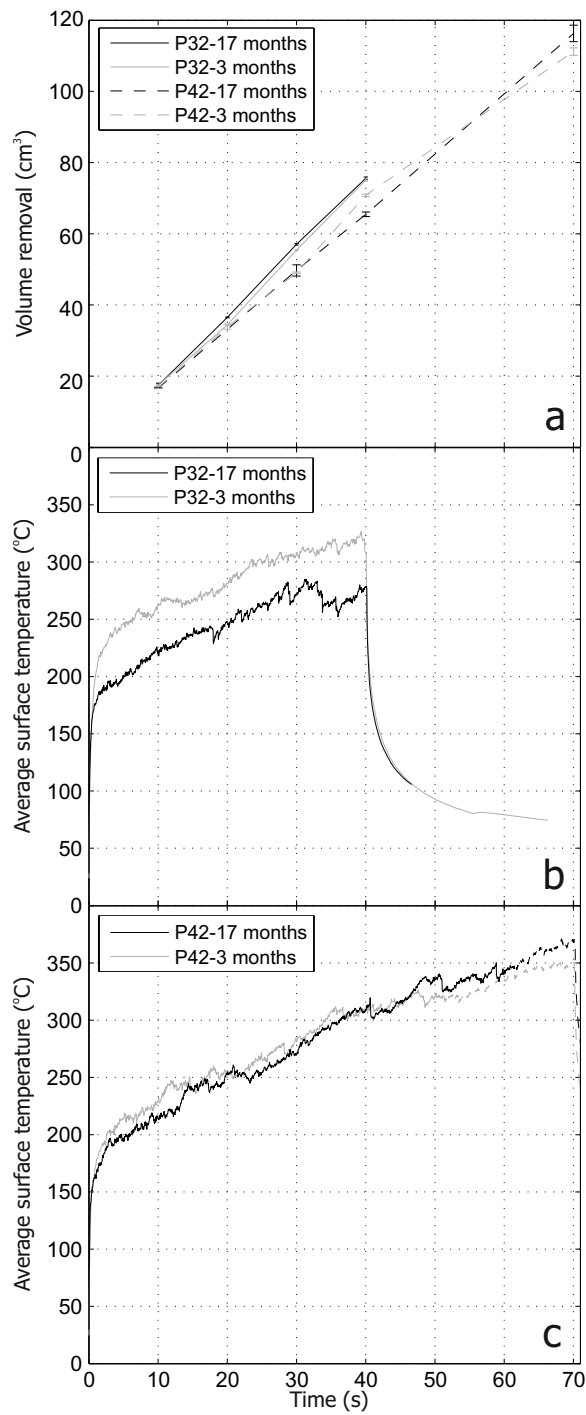 120
100
80
60
40
20
0
Volume removal (cm³)
P32-17 months
P32-3 months
P42-17 months
P42-3 months
a
350
300
250
200
150
100
50
0
Average surface temperature (°C)
P32-17 months
P32-3 months
b
350
300
250
200
150
100
50
0
Average surface temperature (°C)
P42-17 months
P42-3 months
c
0 10 20 30 40 50 60 70
Time (s)